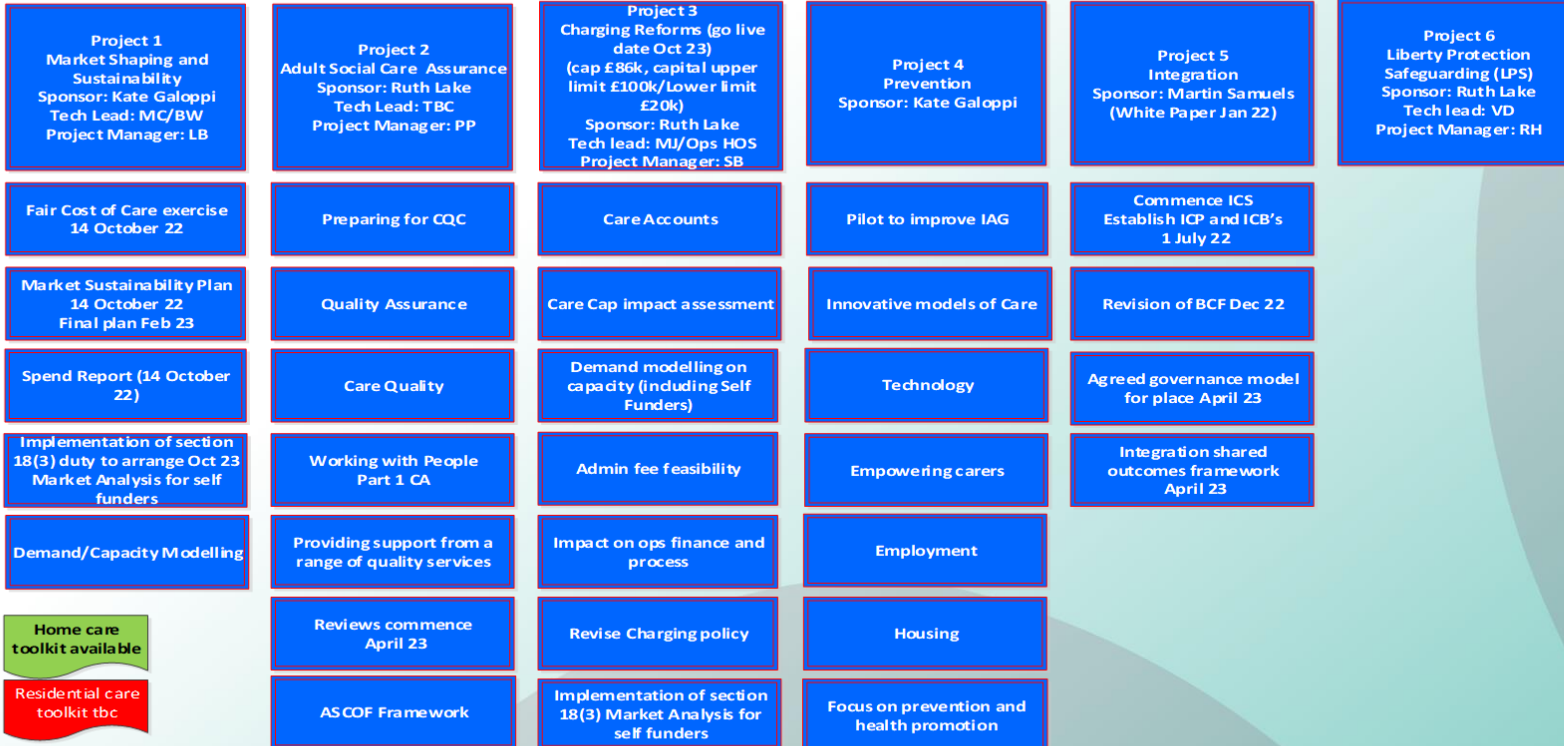 Project 1
Market Shaping and
Sustainability
Sponsor: Kate Galoppi
Tech Lead: MC/BW
Project Manager: LB
Fair Cost of Care exercise
14 October 22
Market Sustainability Plan
14 October 22
Final plan Feb 23
Spend Report (14 October
22)
Implementation of section
18(3) duty to arrange Oct 23
Market Analysis for self
funders
Demand/Capacity Modelling
Home care
toolkit available
Residential care
toolkit tbc
Project 2
Adult Social Care Assurance
Sponsor: Ruth Lake
Tech Lead: TBC
Project Manager: PP
Preparing for CQC
Quality Assurance
Care Quality
Working with People
Part 1 CA
Providing support from a
range of quality services
Reviews commence
April 23
ASCOF Framework
Project 3
Charging Reforms (go live
date Oct 23)
(cap £86k, capital upper
limit £100k/Lower limit
£20k)
Sponsor: Ruth Lake
Tech lead: MJ/Ops HOS
Project Manager: SB
Care Accounts
Care Cap impact assessment
Demand modelling on
capacity (including Self
Funders)
Admin fee feasibility
Impact on ops finance and
process
Revise Charging policy
Implementation of section
18(3) Market Analysis for
self funders
Project 4
Prevention
Sponsor: Kate Galoppi
Pilot to improve IAG
Innovative models of Care
Technology
Empowering carers
Employment
Housing
Focus on prevention and
health promotion
Project 5
Integration
Sponsor: Martin Samuels
(White Paper Jan 22)
Commence ICS
Establish ICP and ICB's
1 July 22
Revision of BCF Dec 22
Agreed governance model
for place April 23
Integration shared
outcomes framework
April 23
Project 6
Liberty Protection
Safeguarding (LPS)
Sponsor: Ruth Lake
Tech lead: VD
Project Manager: RH